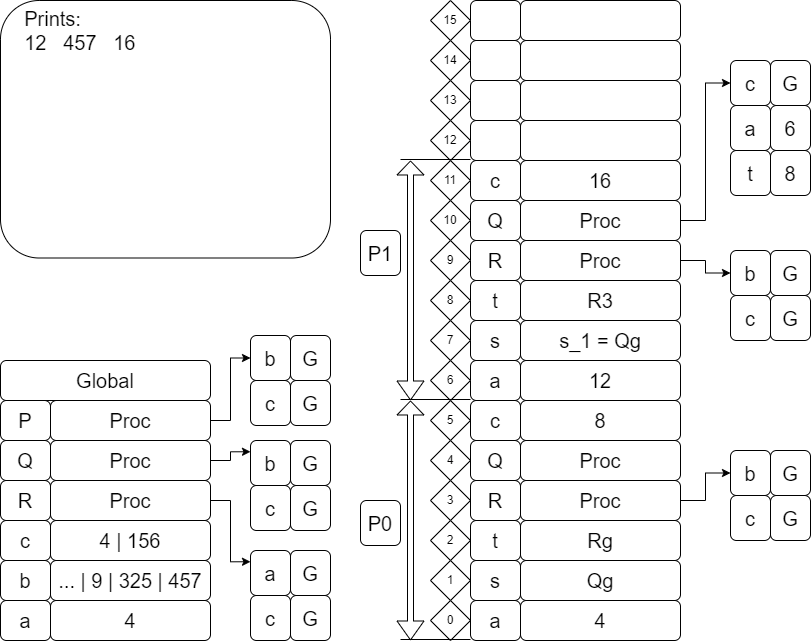 Prints:
12 457 16
15
14
13
12
11 c 16
10 Q Proc
9 R Proc
8 t R3
7 s s_1 = Qg
6 a 12
5 c 8
4 Q Proc
3 R Proc
2 t Rg
1 s Qg
0 a 4
P1
P0
c G
a 6
t 8
b G
c G
b G
c G
Global
P Proc
Q Proc
R Proc
c 4 | 156
b ... | 9 | 325 | 457
a 4
b G
c G
b G
c G
a G
c G